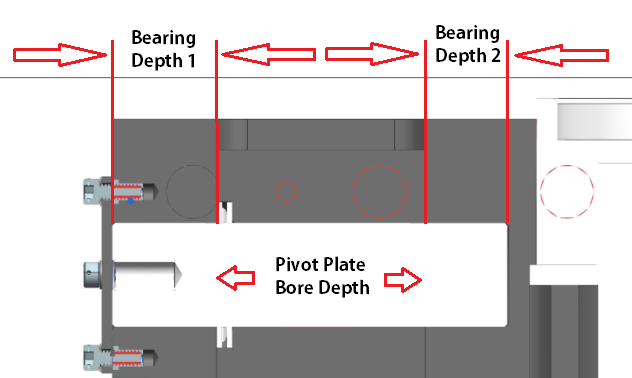 Bearing
Depth 1
Bearing
Depth 2
Pivot Plate
Bore Depth